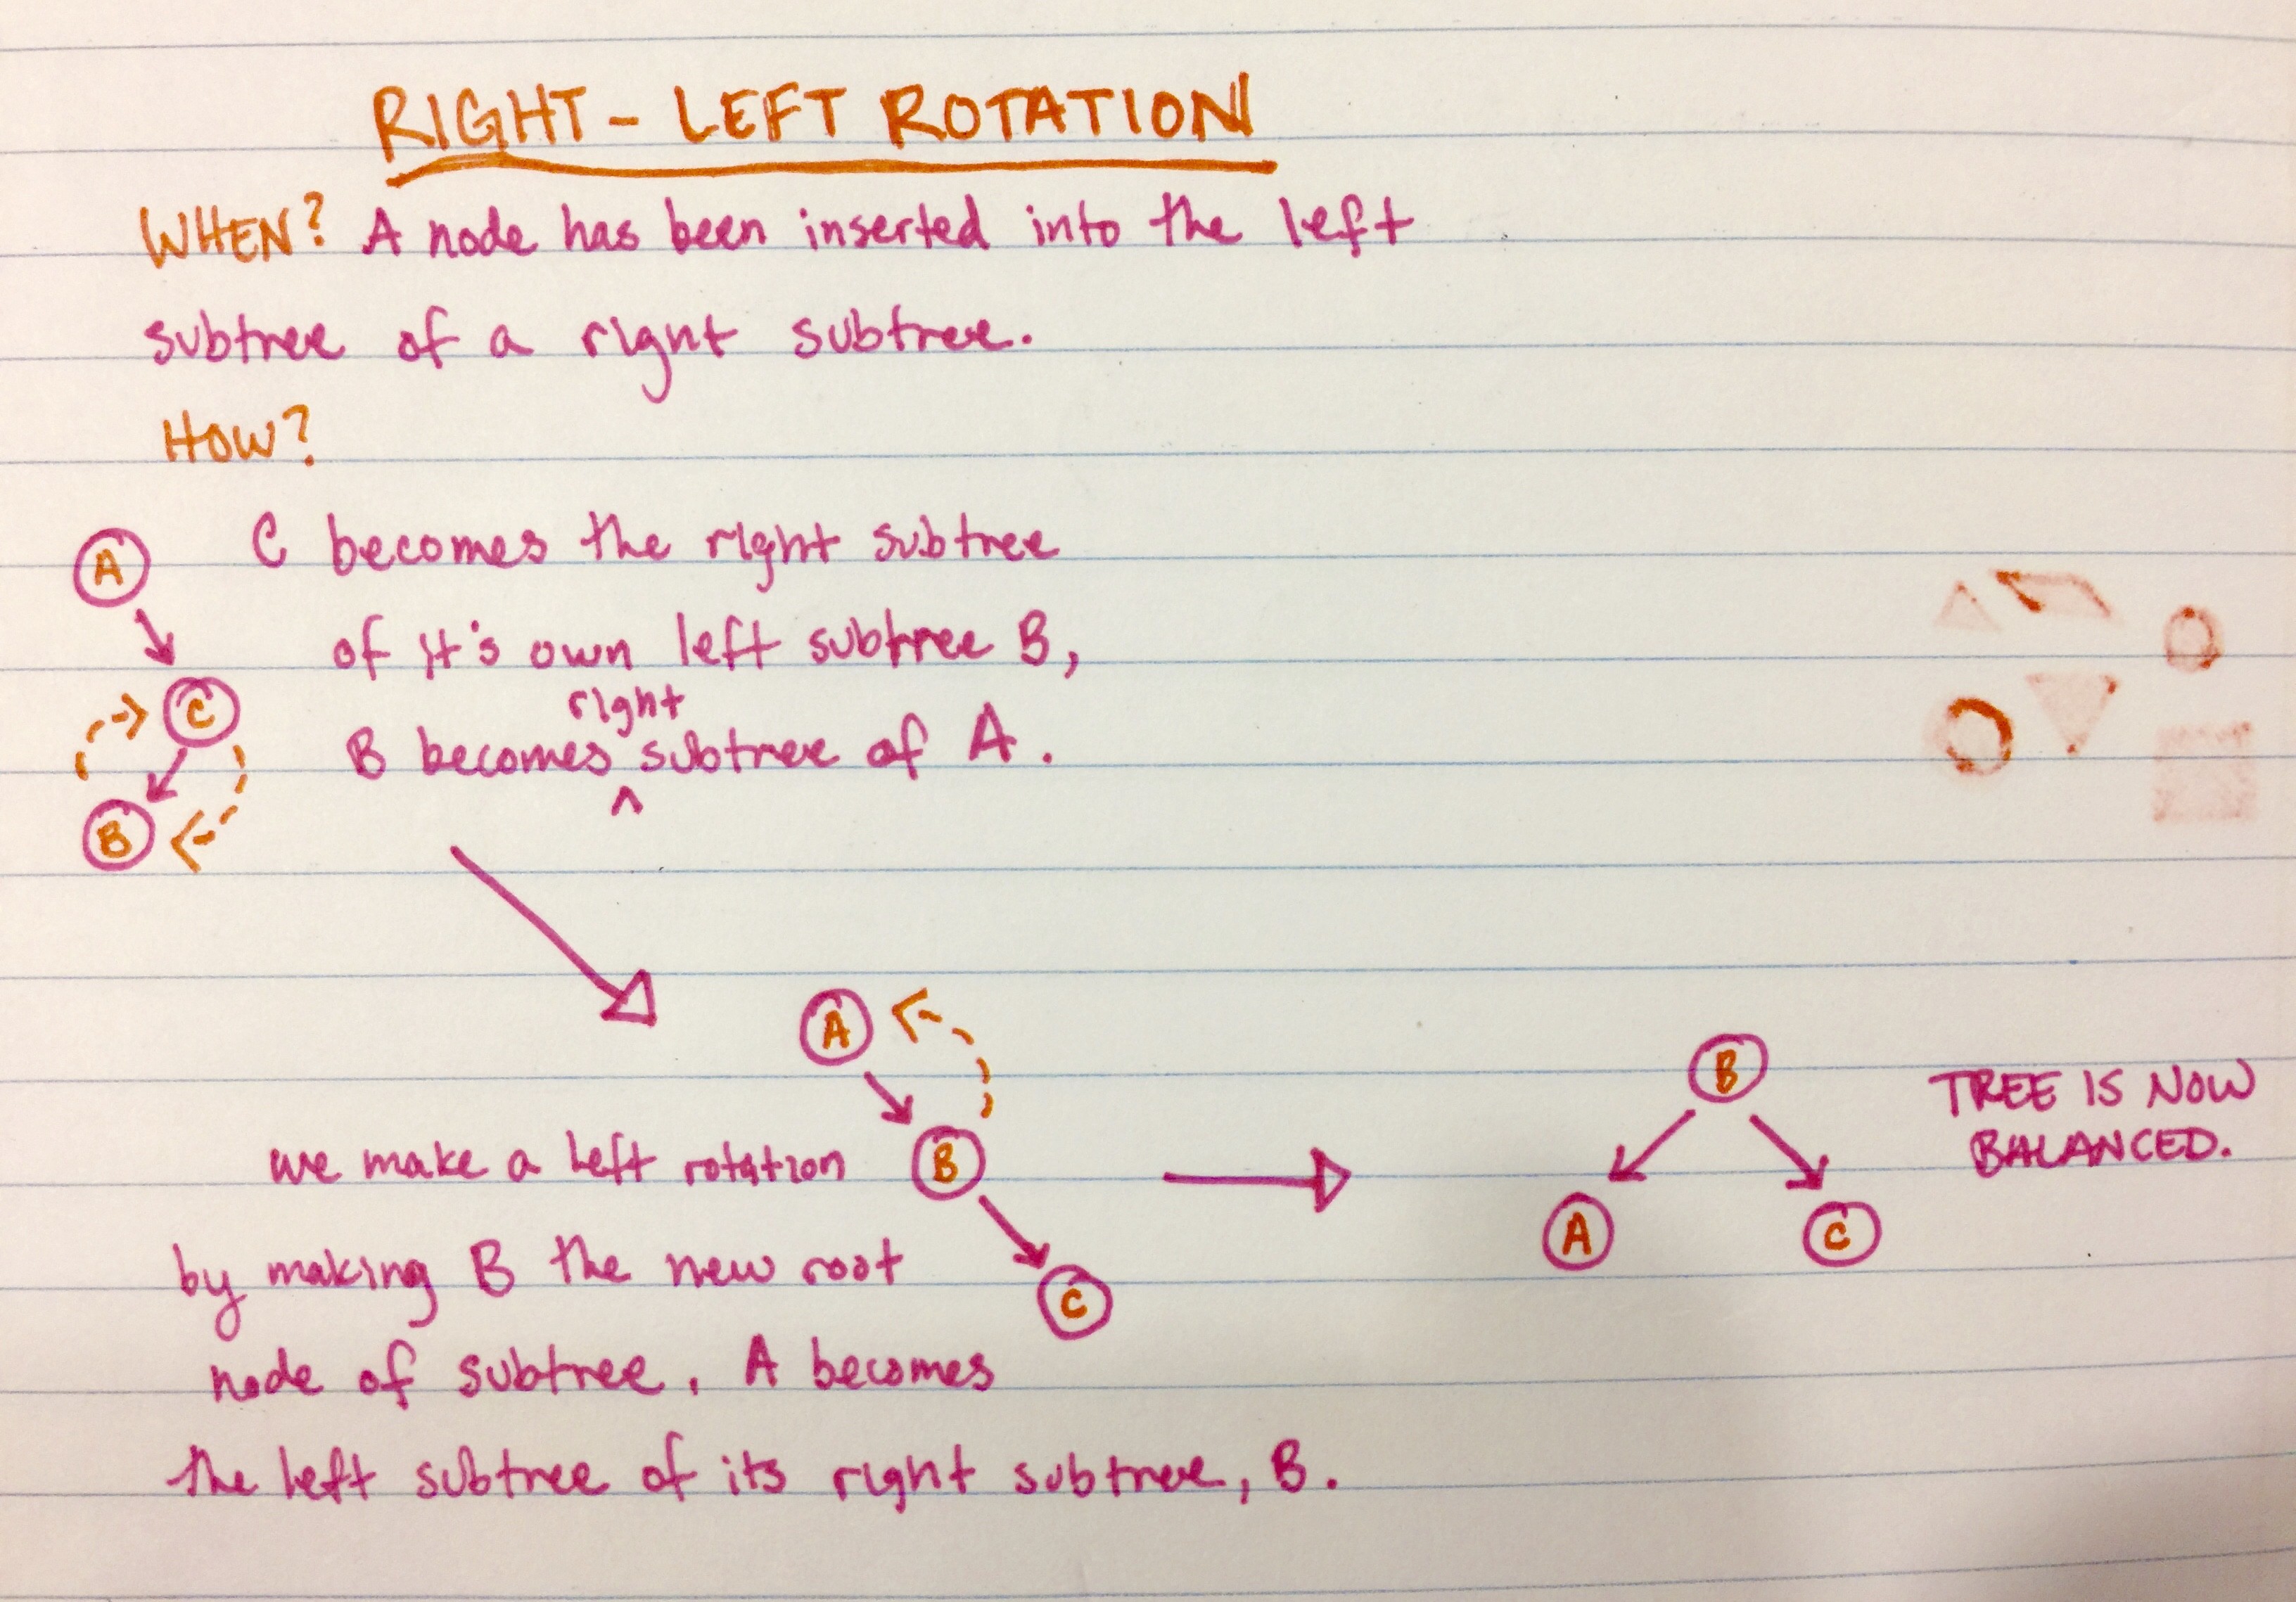 RIGHT - LEFT ROTATION
WHEN? A node has been inserted into the left
subtree of a right subtree.
HOW?
C becomes the right subtree
of it's own left subtree B,
right
B becomes ^ subtree of A.
A
C
B
A
B
C
we make a left rotation
by making B the new root
node of subtree. A becomes
the left subtree of its right subtree, B.
B
A
C
TREE IS NOW
BALANCED.